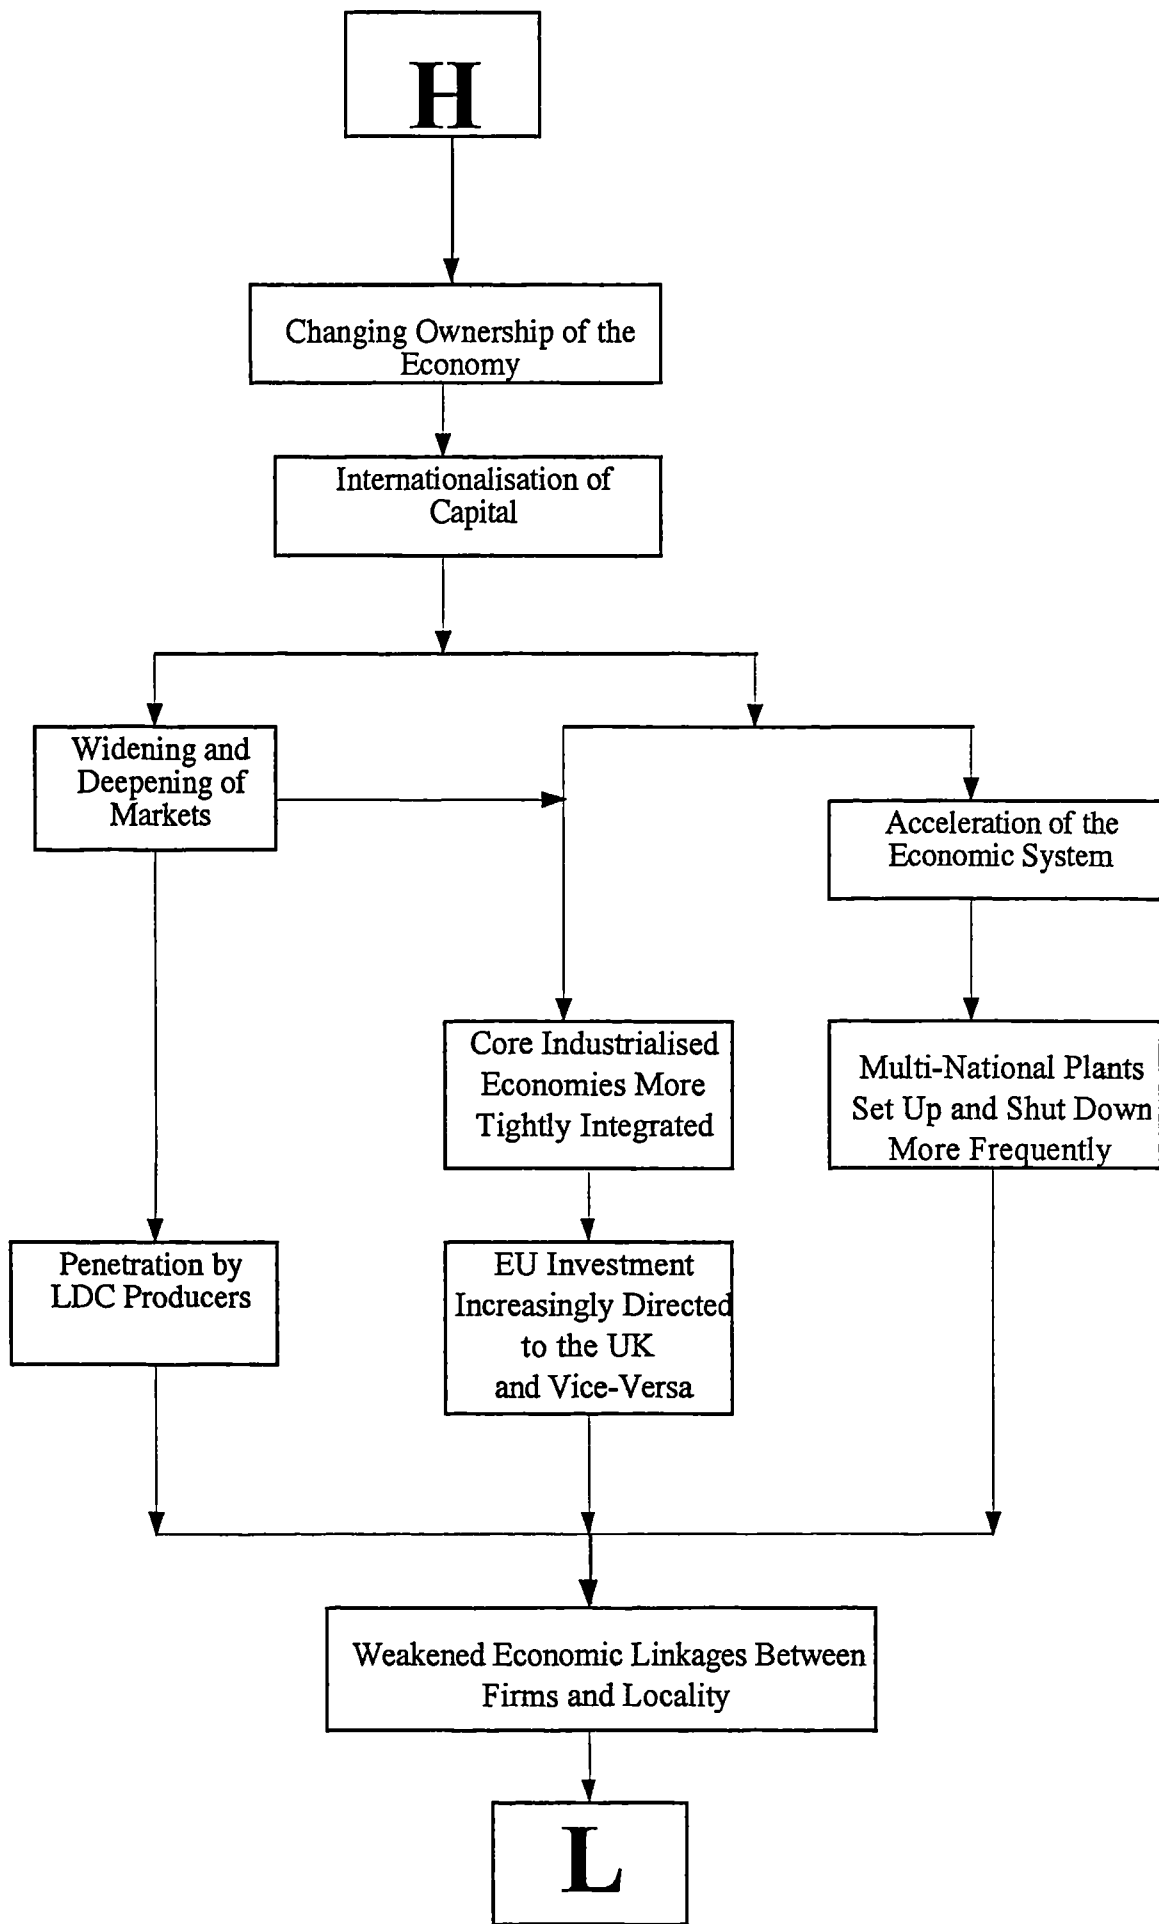 H
Changing Ownership of the
Economy
Internationalisation of
Capital
Widening and
Deepening of
Markets
Acceleration of the
Economic System
Core Industrialised
Economies More
Tightly Integrated
Multi-National Plants
Set Up and Shut Down
More Frequently
Penetration by
LDC Producers
EU Investment
Increasingly Directed
to the UK
and Vice-Versa
Weakened Economic Linkages Between
Firms and Locality
L